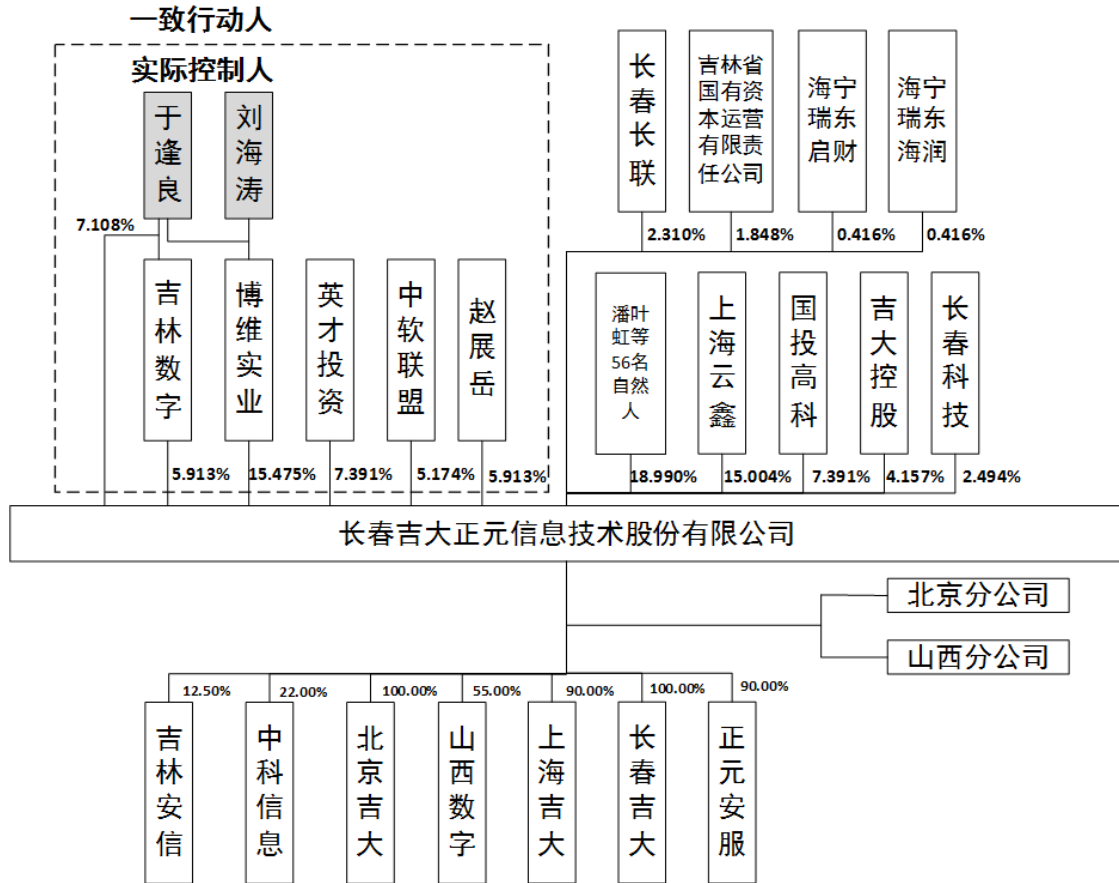 一致行动人
实际控制人
于逢良
刘海涛
长春长联
吉林省
国有资
本运营
有限责
任公司
海宁
瑞东
启财
海宁
瑞东
海润
7.108%
2.310%
1.848%
0.416%
0.416%
吉林数字
博维实业
英才投资
中软联盟
赵展岳
潘叶
虹等
56名
自然
人
上海云鑫
国投高科
吉大控股
长春科技
5.913%
15.475%
7.391%
5.174%
5.913%
18.990%
15.004%
7.391%
4.157%
2.494%
长春吉大正元信息技术股份有限公司
北京分公司
山西分公司
12.50%
22.00%
100.00%
55.00%
90.00%
100.00%
90.00%
吉林安信
中科信息
北京吉大
山西数字
上海吉大
长春吉大
正元安服